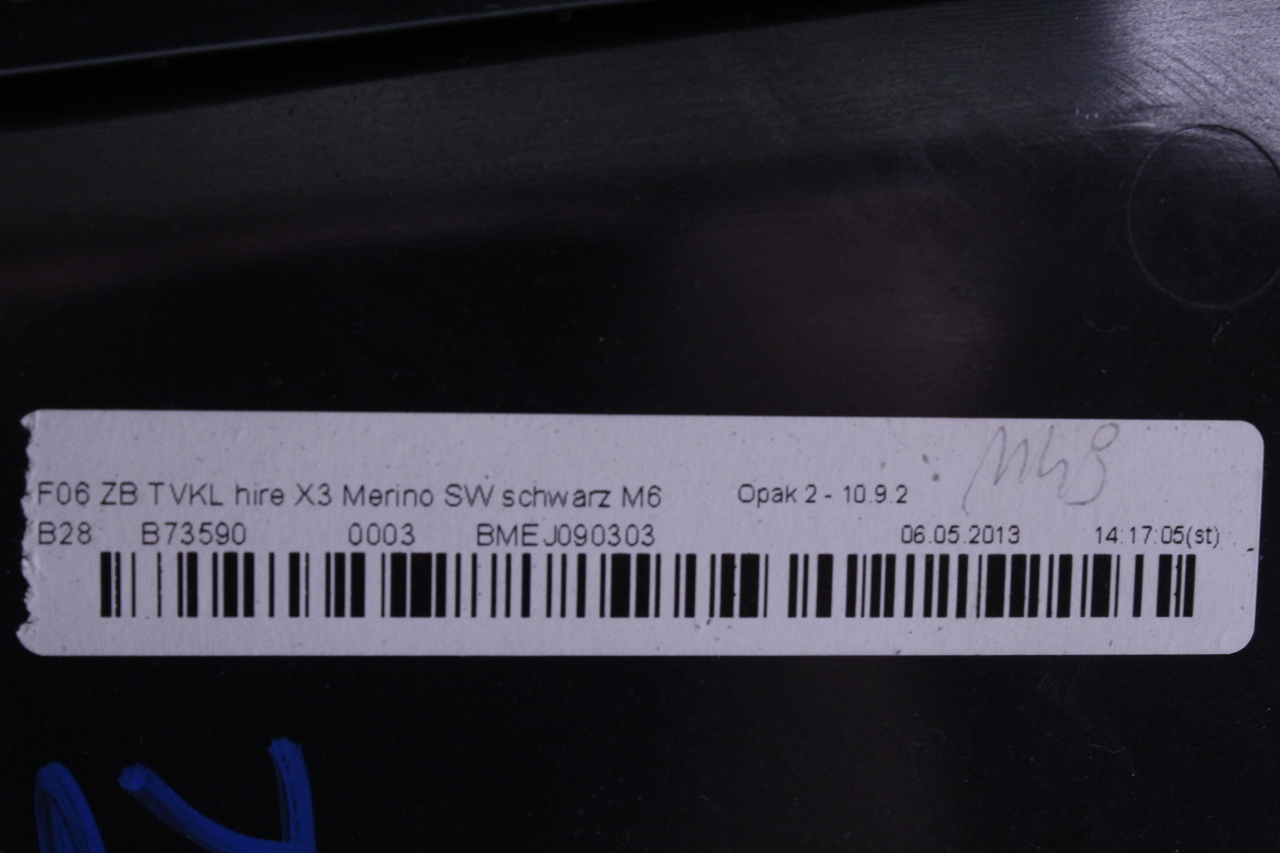 F06 ZB TVKL hire X3 Merino SW schwarz M6 Opak 2 - 10.9.2
B28 B73590 0003 BMEJ090303 06.05.2013 14:17:05(st)